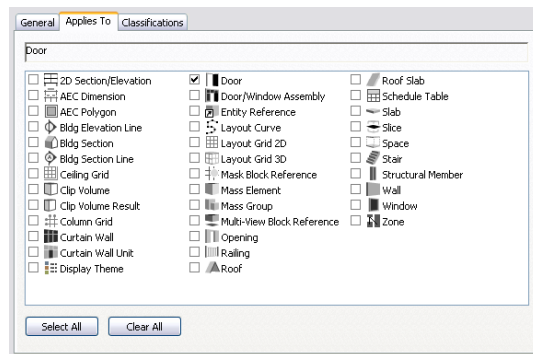 General Applies To Classifications
Door
2D Section/Elevation
AEC Dimension
AEC Polygon
Bldg Elevation Line
Bldg Section
Bldg Section Line
Ceiling Grid
Clip Volume
Clip Volume Result
Column Grid
Curtain Wall
Curtain Wall Unit
Display Theme
Door
Door/Window Assembly
Entity Reference
Layout Curve
Layout Grid 2D
Layout Grid 3D
Mask Block Reference
Mass Element
Mass Group
Multi-View Block Reference
Opening
Railing
Roof
Roof Slab
Schedule Table
Slab
Slice
Space
Stair
Structural Member
Wall
Window
Zone
Select All Clear All